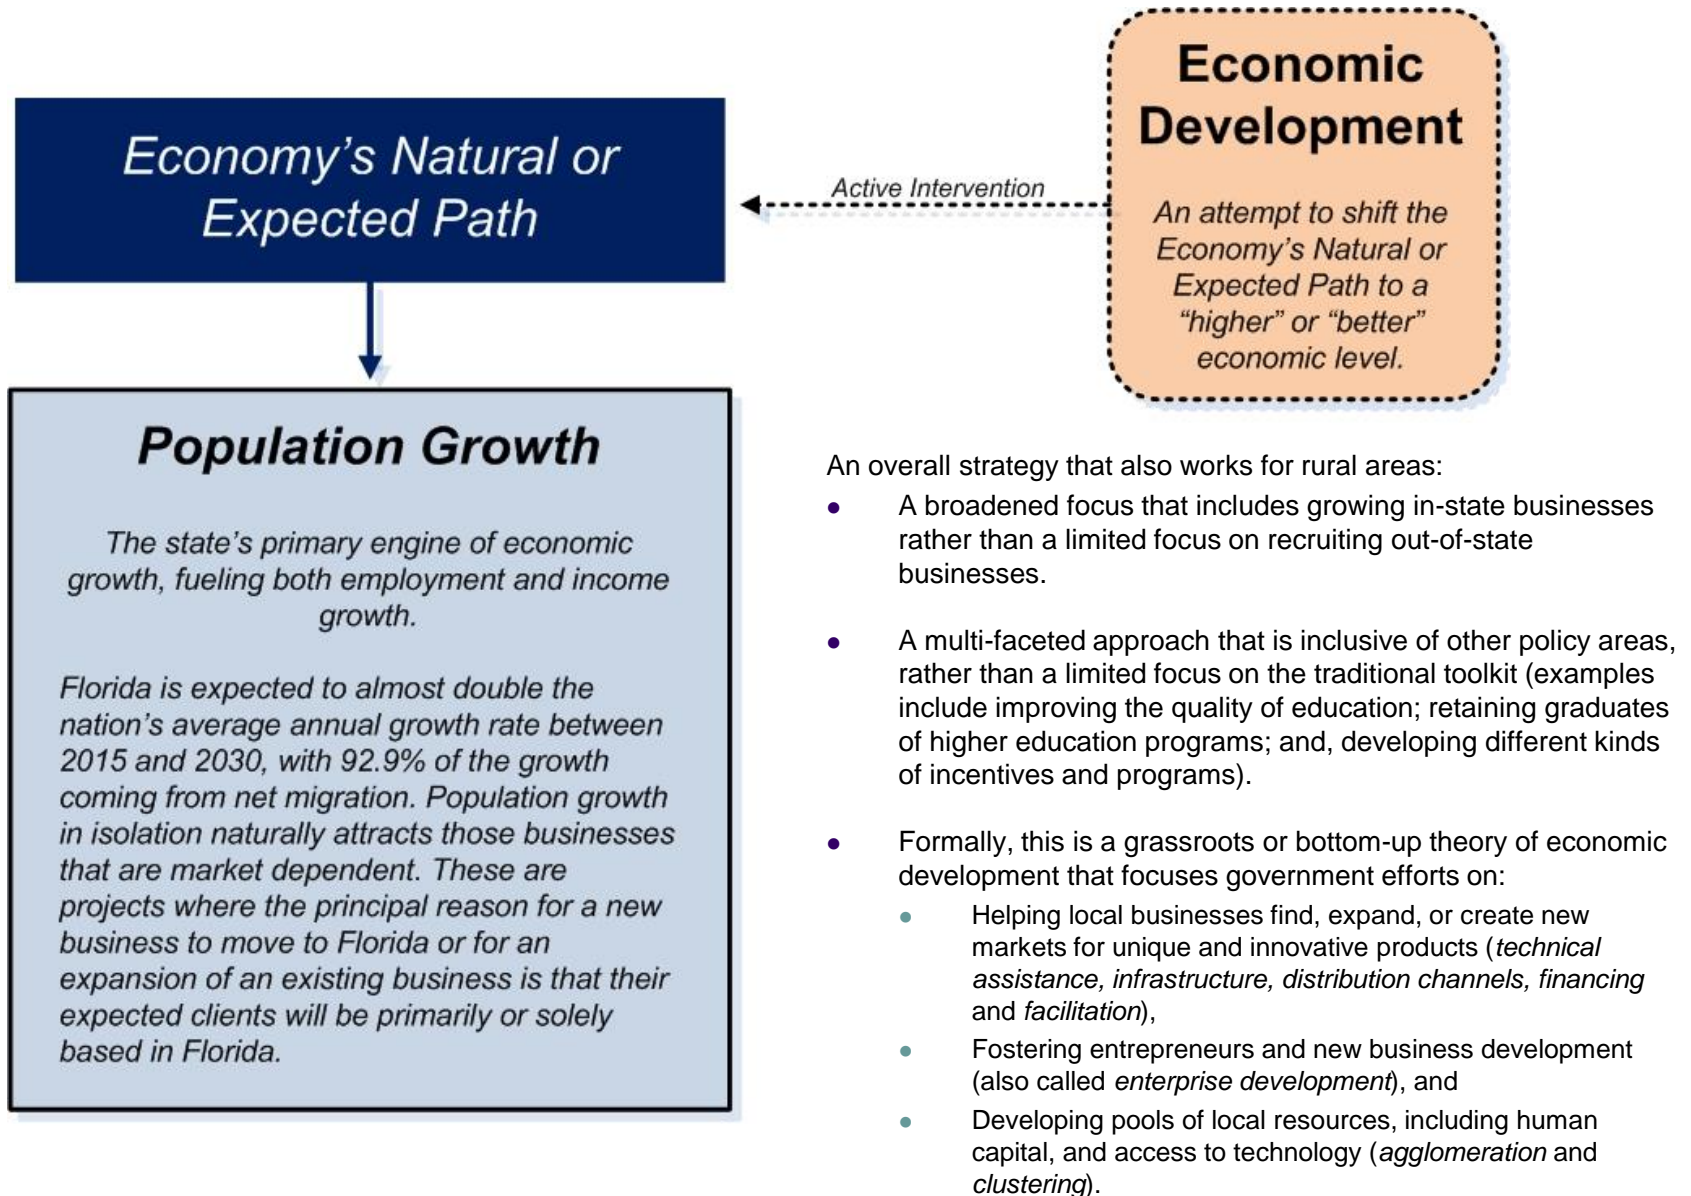 Economy's Natural or
Expected Path
Active Intervention
Economic
Development
An attempt to shift the
Economy's Natural or
Expected Path to a
“higher” or “better”
economic level.
Population Growth
The state's primary engine of economic
growth, fueling both employment and income
growth.
Florida is expected to almost double the
nation's average annual growth rate between
2015 and 2030, with 92.9% of the growth
coming from net migration. Population growth
in isolation naturally attracts those businesses
that are market dependent. These are
projects where the principal reason for a new
business to move to Florida or for an
expansion of an existing business is that their
expected clients will be primarily or solely
based in Florida.
An overall strategy that also works for rural areas:
● A broadened focus that includes growing in-state businesses
rather than a limited focus on recruiting out-of-state
businesses.
● A multi-faceted approach that is inclusive of other policy areas,
rather than a limited focus on the traditional toolkit (examples
include improving the quality of education; retaining graduates
of higher education programs; and, developing different kinds
of incentives and programs).
● Formally, this is a grassroots or bottom-up theory of economic
development that focuses government efforts on:
● Helping local businesses find, expand, or create new
markets for unique and innovative products (technical
assistance, infrastructure, distribution channels, financing
and facilitation),
● Fostering entrepreneurs and new business development
(also called enterprise development), and
● Developing pools of local resources, including human
capital, and access to technology (agglomeration and
clustering).